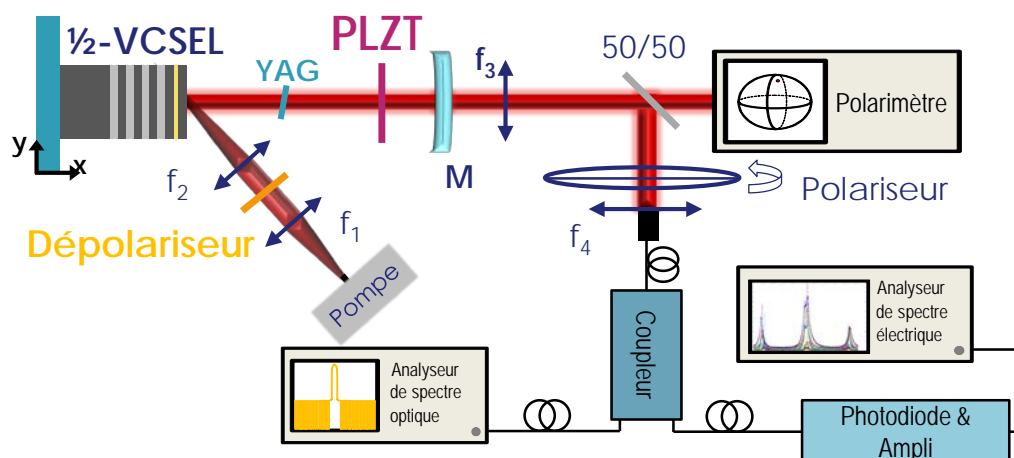 ½-VCSEL
YAG
PLZT
f3
M
50/50
Polarimètre
y
x
f2
Dépolariseur
f1
Pompe
Polariseur
f4
Coupleur
Analyseur
de spectre
électrique
Analyseur
de spectre
optique
Photodiode &
Ampli